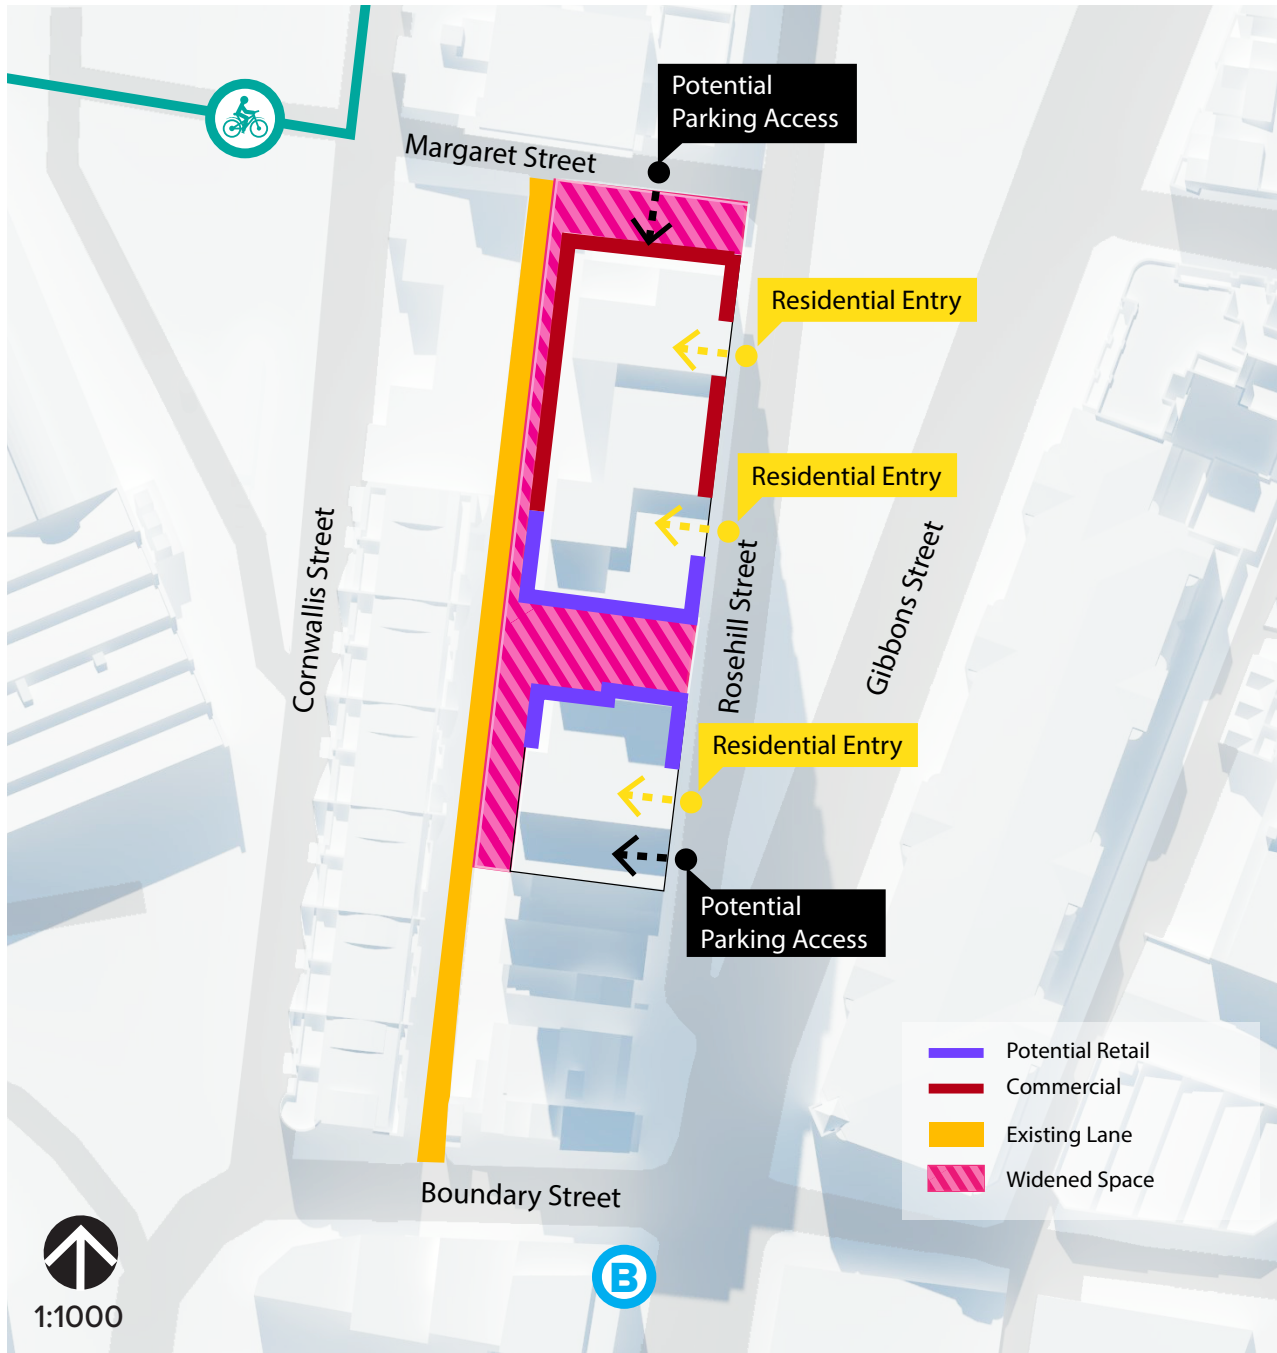 Potential
Parking Access
Margaret Street
Residential Entry
Residential Entry
Cornwallis Street
Rosehill Street
Gibbons Street
Residential Entry
Potential
Parking Access
Potential Retail
Commercial
Existing Lane
Widened Space
Boundary Street
B
1:1000